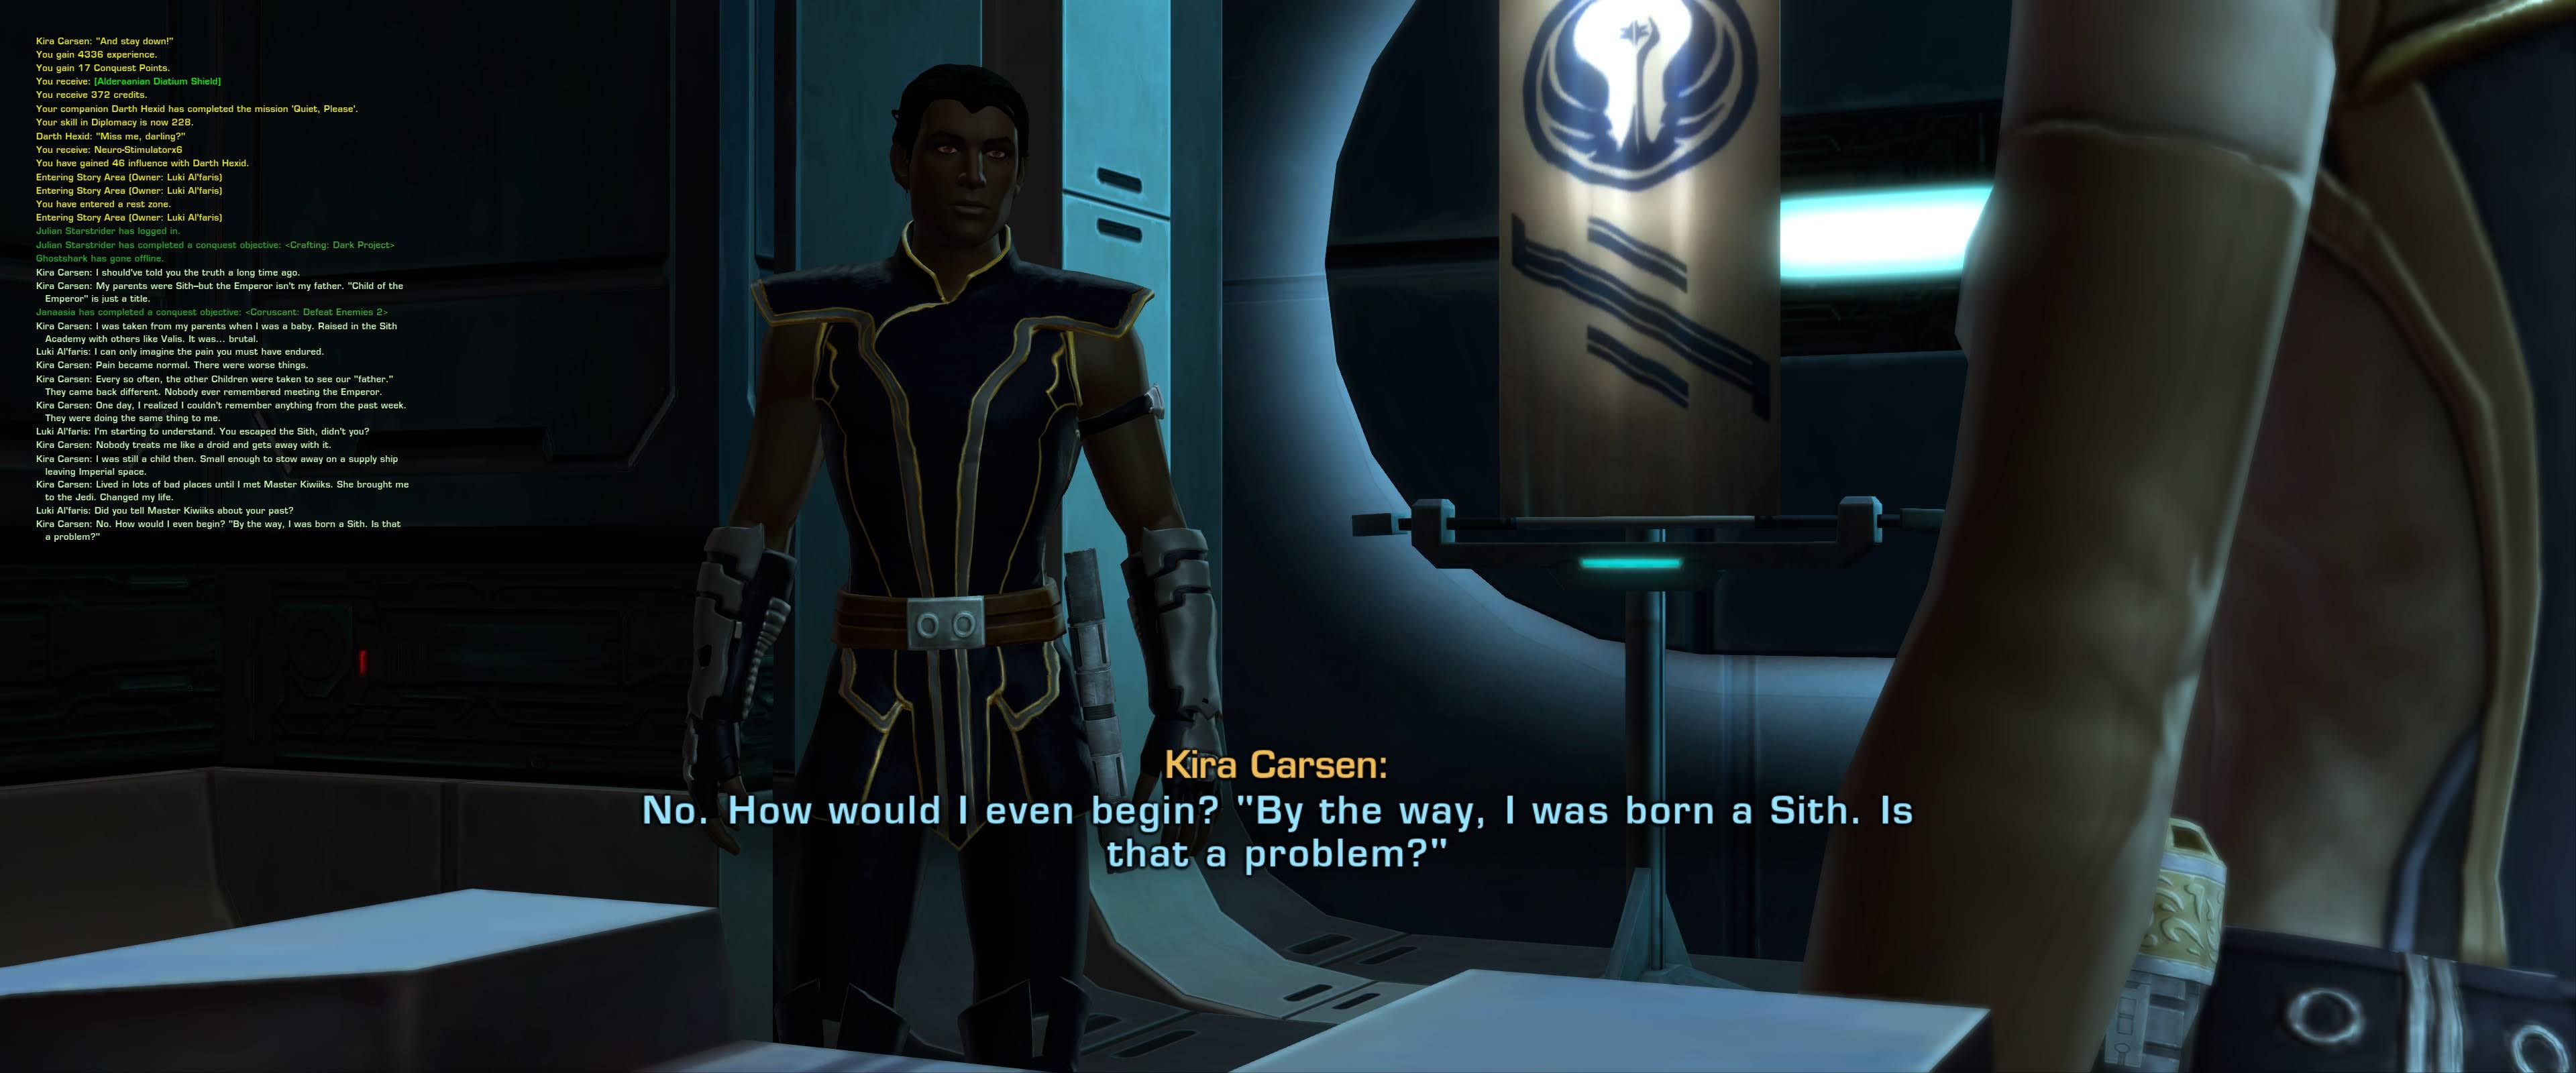 Kira Carsen: "And stay down!"
You gain 4336 experience.
You gain 17 Conquest Points.
You receive: [Alderaanian Diatium Shield]
You receive 372 credits.
Your companion Darth Hexid has completed the mission 'Quiet, Please'.
Your skill in Diplomacy is now 228.
Darth Hexid: "Miss me, darling?"
You receive: Neuro-Stimulatorx6
You have gained 46 influence with Darth Hexid.
Entering Story Area (Owner: Luki Al'faris)
Entering Story Area (Owner: Luki Al'faris)
You have entered a rest zone.
Entering Story Area (Owner: Luki Al'faris)
Julian Starstrider has logged in.
Julian Starstrider has completed a conquest objective: <Crafting: Dark Project>
Ghostshark has gone offline.
Kira Carsen: I should've told you the truth a long time ago.
Kira Carsen: My parents were Sith—but the Emperor isn't my father. "Child of the
Emperor" is just a title.
Janaasia has completed a conquest objective: <Coruscant: Defeat Enemies 2>
Kira Carsen: I was taken from my parents when I was a baby. Raised in the Sith
Academy with others like Valis. It was... brutal.
Luki Al'faris: I can only imagine the pain you must have endured.
Kira Carsen: Pain became normal. There were worse things.
Kira Carsen: Every so often, the other Children were taken to see our "father."
They came back different. Nobody ever remembered meeting the Emperor.
Kira Carsen: One day, I realized I couldn't remember anything from the past week.
They were doing the same thing to me.
Luki Al'faris: I'm starting to understand. You escaped the Sith, didn't you?
Kira Carsen: Nobody treats me like a droid and gets away with it.
Kira Carsen: I was still a child then. Small enough to stow away on a supply ship
leaving Imperial space.
Kira Carsen: Lived in lots of bad places until I met Master Kiwiiks. She brought me
to the Jedi. Changed my life.
Luki Al'faris: Did you tell Master Kiwiiks about your past?
Kira Carsen: No. How would I even begin? "By the way, I was born a Sith. Is that
a problem?"
Kira Carsen:
No. How would I even begin? "By the way, I was born a Sith. Is
that a problem?"